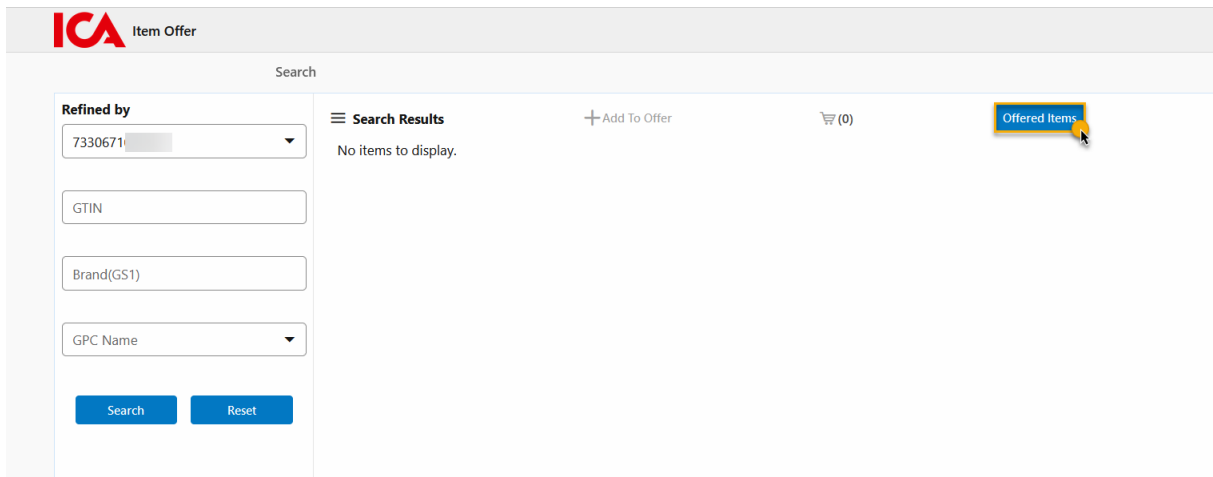 ICA Item Offer
Search
Refined by
7330671
GTIN
Brand(GS1)
GPC Name
Search Reset
Search Results Add To Offer (0) Offered Items
No items to display.